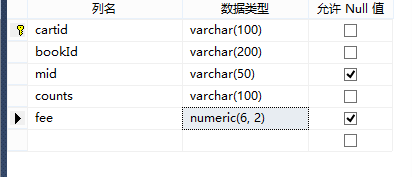 列名 数据类型 允许 Null 值
cartid varchar(100)
bookId varchar(200)
mid varchar(50)
counts varchar(100)
fee numeric(6, 2)